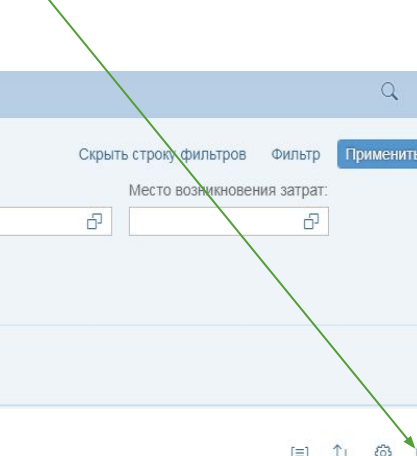 Скрыть строку фильтров Фильтр Применить
Место возникновения затрат: